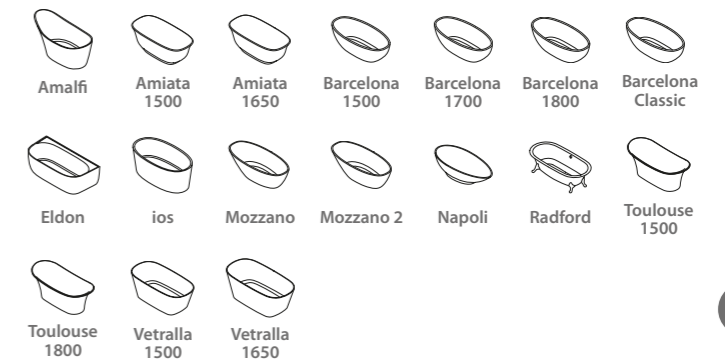 Amalfi
Amiata
1500
Amiata
1650
Barcelona
1500
Barcelona
1700
Barcelona
1800
Barcelona
Classic
Eldon
ios
Mozzano
Mozzano 2
Napoli
Radford
Toulouse
1500
Toulouse
1800
Vetralla
1500
Vetralla
1650